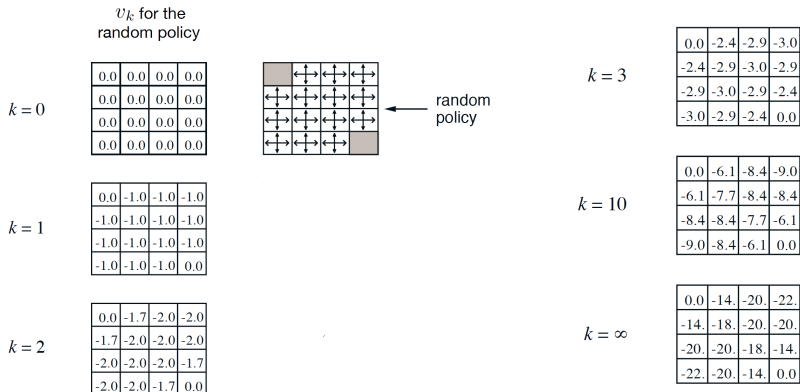 v_k for the
random policy
k = 0
0.0 0.0 0.0 0.0
0.0 0.0 0.0 0.0
0.0 0.0 0.0 0.0
0.0 0.0 0.0 0.0
random
policy
k = 1
0.0 -1.0 -1.0 -1.0
-1.0 -1.0 -1.0 -1.0
-1.0 -1.0 -1.0 -1.0
-1.0 -1.0 -1.0 0.0
k = 2
0.0 -1.7 -2.0 -2.0
-1.7 -2.0 -2.0 -2.0
-2.0 -2.0 -2.0 -1.7
-2.0 -2.0 -1.7 0.0
k = 3
0.0 -2.4 -2.9 -3.0
-2.4 -2.9 -3.0 -2.9
-2.9 -3.0 -2.9 -2.4
-3.0 -2.9 -2.4 0.0
k = 10
0.0 -6.1 -8.4 -9.0
-6.1 -7.7 -8.4 -8.4
-8.4 -8.4 -7.7 -6.1
-9.0 -8.4 -6.1 0.0
k = ∞
0.0 -14. -20. -22.
-14. -18. -20. -20.
-20. -20. -18. -14.
-22. -20. -14. 0.0